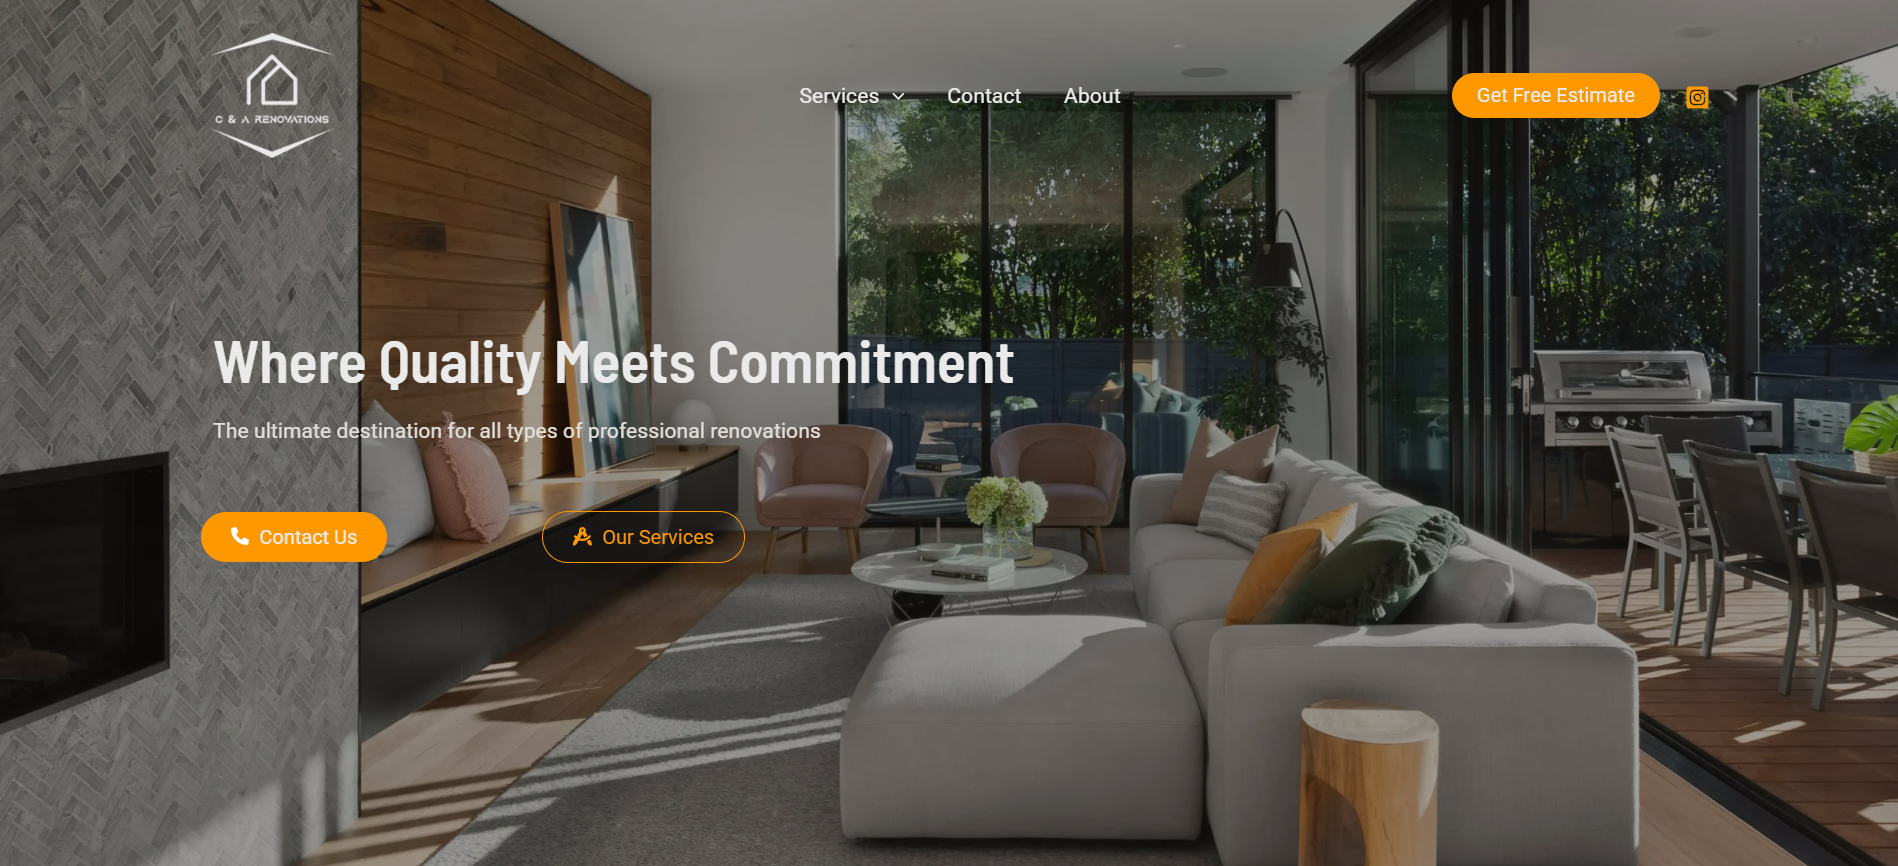 C & A RENOVATIONS
Services
Contact
About
Get Free Estimate
Where Quality Meets Commitment
The ultimate destination for all types of professional renovations
Contact Us
Our Services